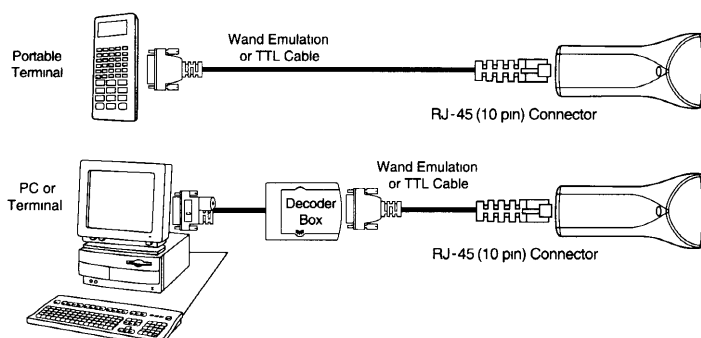 Portable
Terminal
Wand Emulation
or TTL Cable
RJ-45 (10 pin) Connector
PC or
Terminal
Decoder
Box
Wand Emulation
or TTL Cable
RJ-45 (10 pin) Connector